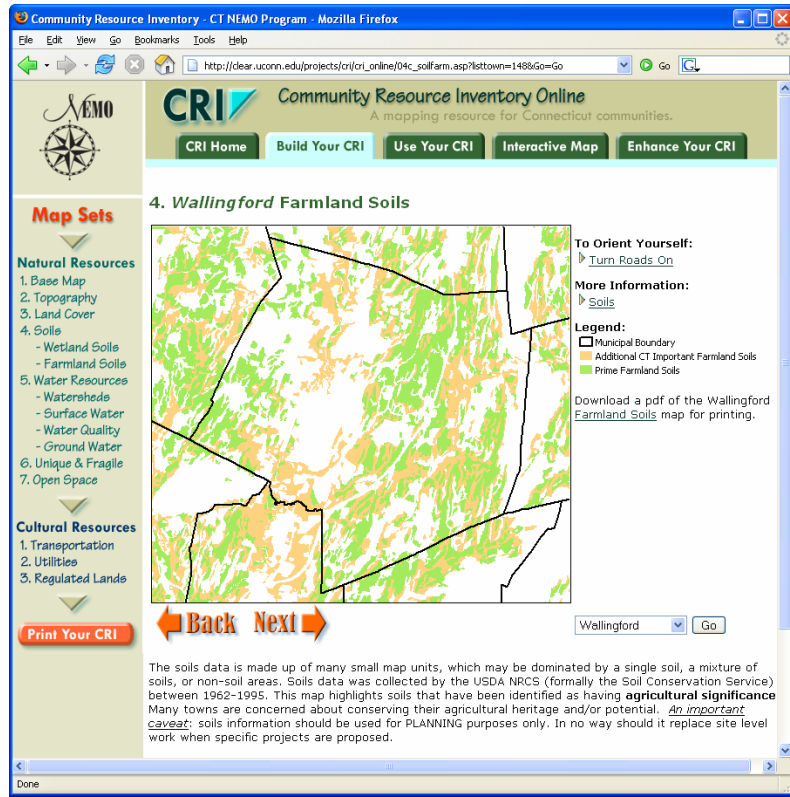 Community Resource Inventory - CT NEMO Program - Mozilla Firefox
File Edit View Go Bookmarks Tools Help
http://clear.uconn.edu/projects/cri/cri_online/04c_soilfarm.asp?listtown=148&Go=Go
Go
G
NEMO
CRI
Community Resource Inventory Online
A mapping resource for Connecticut communities.
CRI Home
Build Your CRI
Use Your CRI
Interactive Map
Enhance Your CRI
Map Sets
Natural Resources
1. Base Map
2. Topography
3. Land Cover
4. Soils
- Wetland Soils
- Farmland Soils
5. Water Resources
- Watersheds
- Surface Water
- Water Quality
- Ground Water
6. Unique & Fragile
7. Open Space
Cultural Resources
1. Transportation
2. Utilities
3. Regulated Lands
Print Your CRI
4. Wallingford Farmland Soils
To Orient Yourself:
Turn Roads On
More Information:
Soils
Legend:
Municipal Boundary
Additional CT Important Farmland Soils
Prime Farmland Soils
Download a pdf of the Wallingford
Farmland Soils map for printing.
Back Next
Wallingford
Go
The soils data is made up of many small map units, which may be dominated by a single soil, a mixture of
soils, or non-soil areas. Soils data was collected by the USDA NRCS (formally the Soil Conservation Service)
between 1962-1995. This map highlights soils that have been identified as having agricultural significance
Many towns are concerned about conserving their agricultural heritage and/or potential. An important
caveat: soils information should be used for PLANNING purposes only. In no way should it replace site level
work when specific projects are proposed.
Done